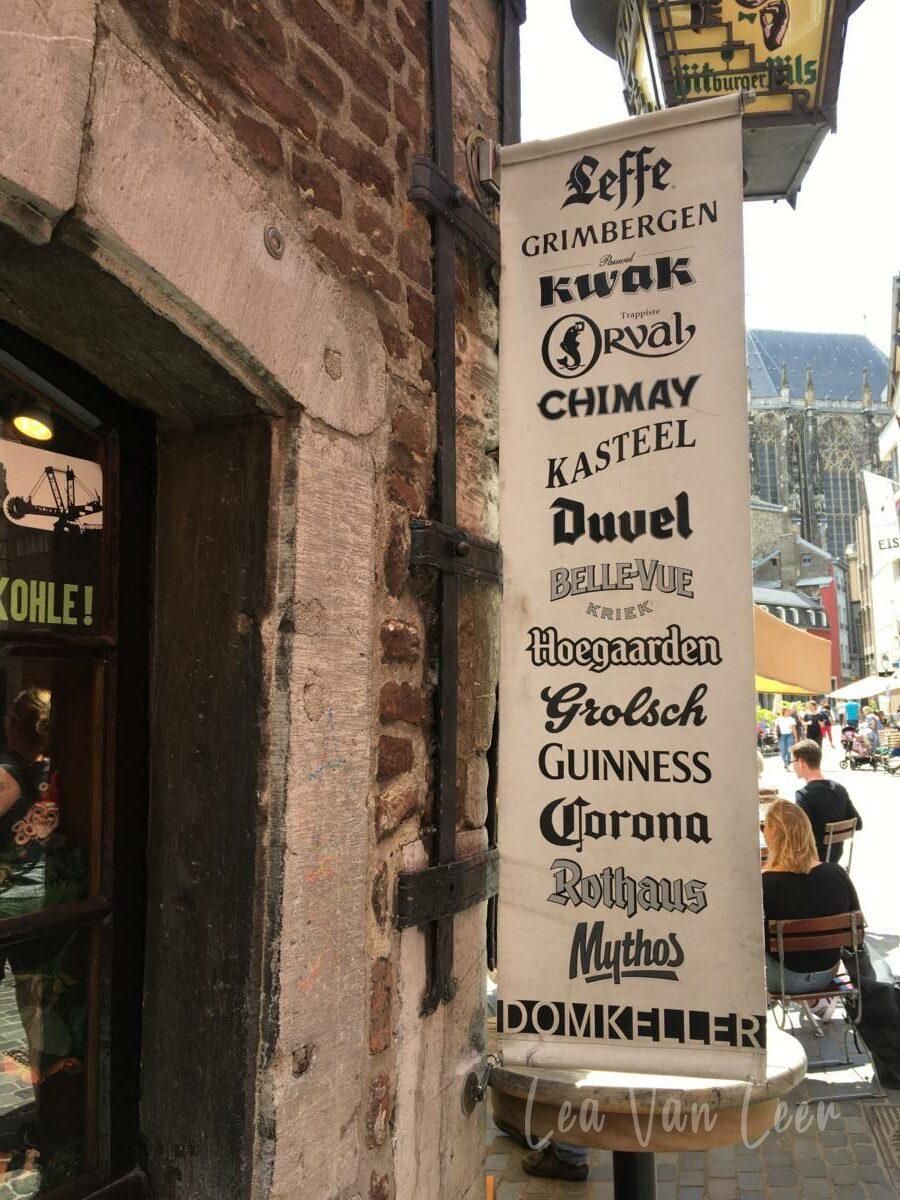 Bitburger Pils
Leffe
GRIMBERGEN
Pauwel
KWAK
Trappiste
ORVAL
CHIMAY
KASTEEL
Duvel
BELLE-VUE
KRIEK
Hoegaarden
Grolsch
GUINNESS
Corona
Rothaus
Mythos
DOMKELLER
KOHLE!
EIS
Lea Van Leer